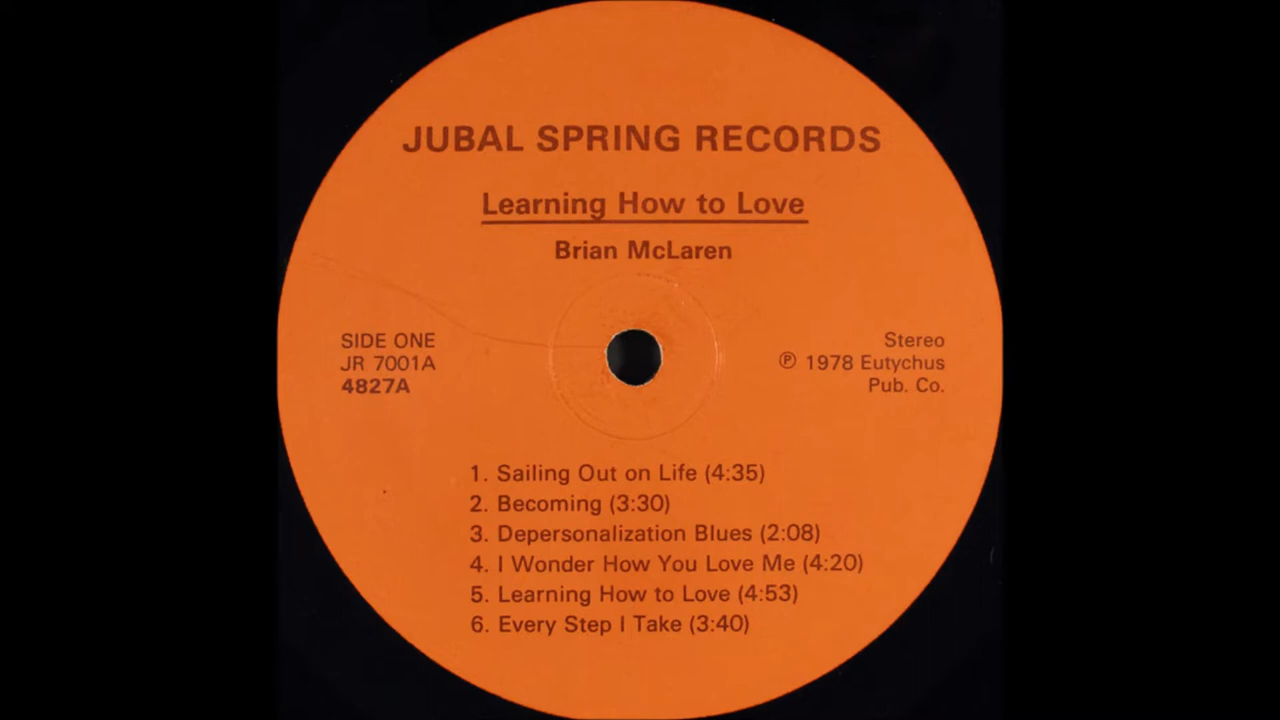 JUBAL SPRING RECORDS
Learning How to Love
Brian McLaren
SIDE ONE
JR 7001A
4827A
Stereo
℗ 1978 Eutychus
Pub. Co.
1. Sailing Out on Life (4:35)
2. Becoming (3:30)
3. Depersonalization Blues (2:08)
4. I Wonder How You Love Me (4:20)
5. Learning How to Love (4:53)
6. Every Step I Take (3:40)